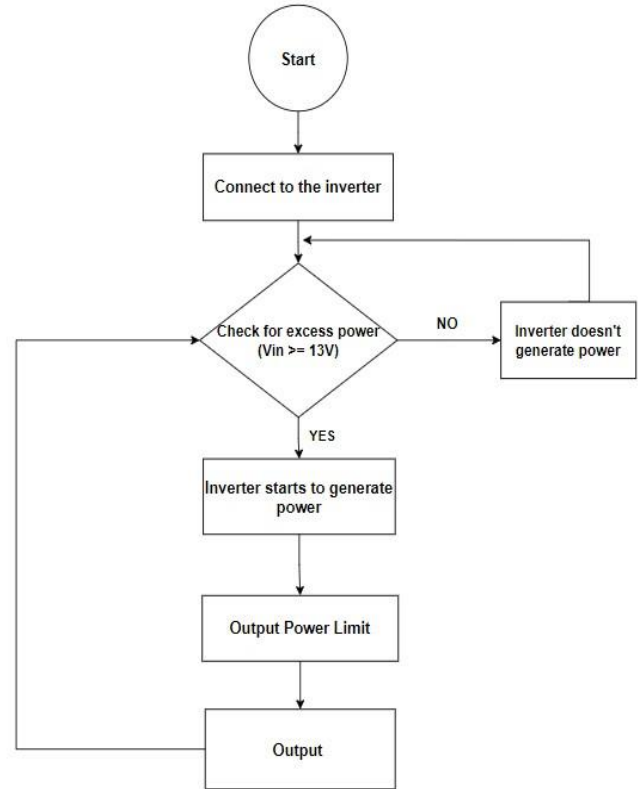 Start
Connect to the inverter
Check for excess power
(Vin >= 13V)
NO
Inverter doesn't
generate power
YES
Inverter starts to generate
power
Output Power Limit
Output